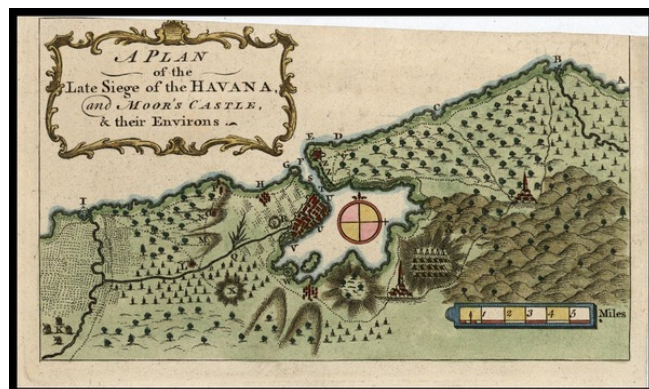 A PLAN
of the
Late Siege of the HAVANA,
and MOOR'S CASTLE,
& their Environs
B
A
C
E D
G F
H
I
L
Q
V
X
1 2 3 4 5 Miles